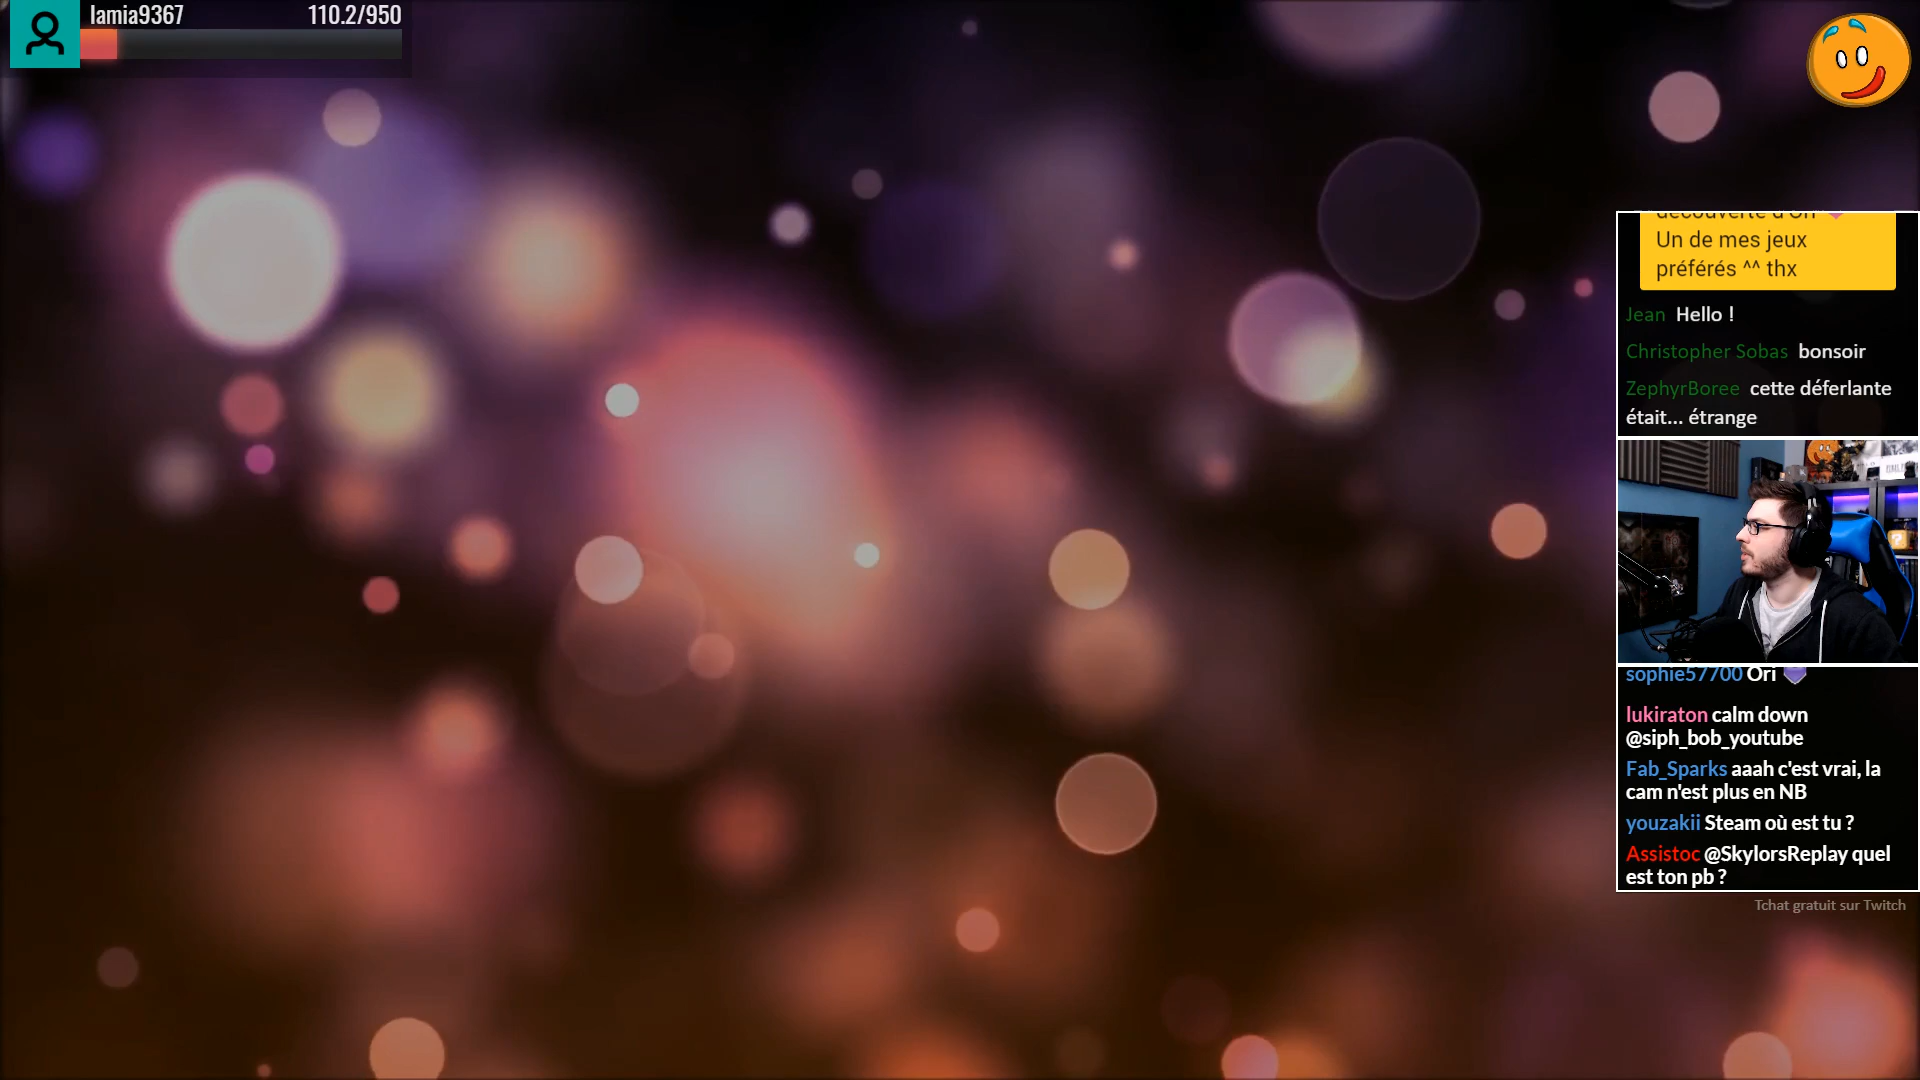 lamia9367 110.2/950
découverte d'Ori
Un de mes jeux
préférés ^^ thx
Jean Hello !
Christopher Sobas bonsoir
ZephyrBoree cette déferlante
était... étrange
sophie57700 Ori
lukiraton calm down
@siph_bob_youtube
Fab_Sparks aaah c'est vrai, la
cam n'est plus en NB
youzakii Steam où est tu ?
Assistoc @SkylorsReplay quel
est ton pb ?
Tchat gratuit sur Twitch